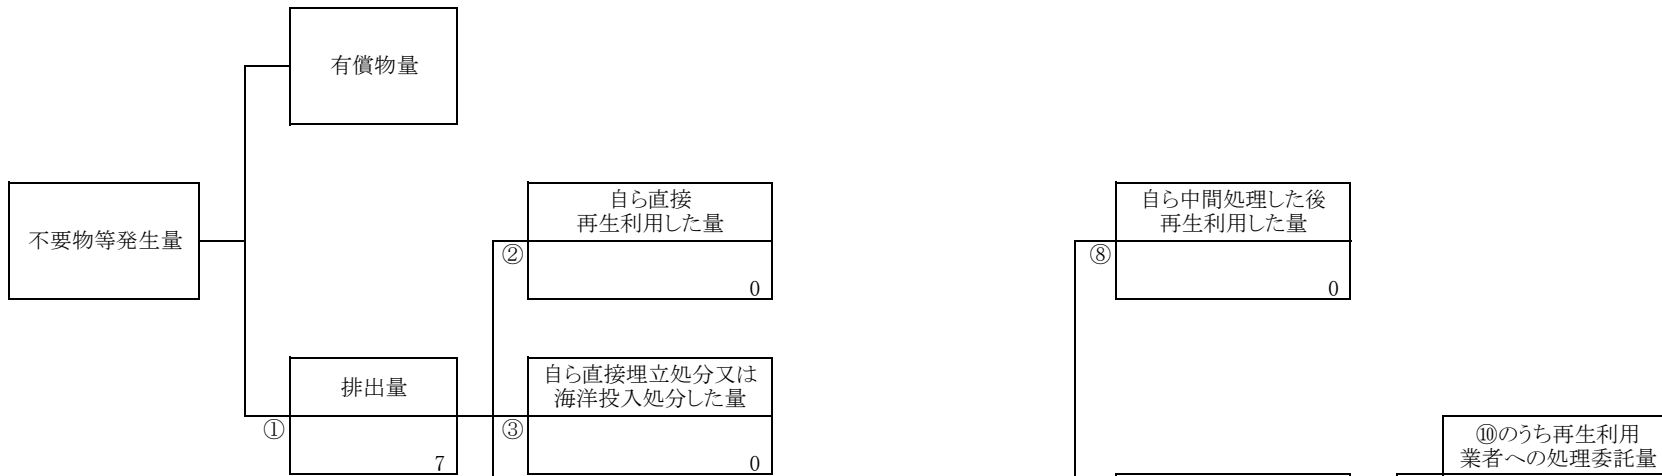 有償物量
不要物等発生量
自ら直接
再生利用した量
②
0
自ら中間処理した後
再生利用した量
⑧
0
排出量
①
7
自ら直接埋立処分又は
海洋投入処分した量
③
0
⑩のうち再生利用
業者への処理委託量